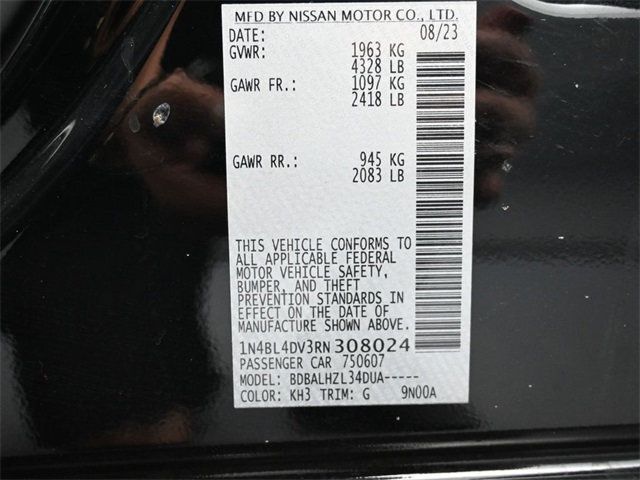 MFD BY NISSAN MOTOR CO., LTD.
DATE: 08/23
GVWR: 1963 KG
4328 LB
GAWR FR.: 1097 KG
2418 LB
GAWR RR.: 945 KG
2083 LB
THIS VEHICLE CONFORMS TO
ALL APPLICABLE FEDERAL
MOTOR VEHICLE SAFETY,
BUMPER, AND THEFT
PREVENTION STANDARDS IN
EFFECT ON THE DATE OF
MANUFACTURE SHOWN ABOVE.
1N4BL4DV3RN308024
PASSENGER CAR 750607
MODEL: BDBALHZL34DUA-----
COLOR: KH3 TRIM: G 9N00A